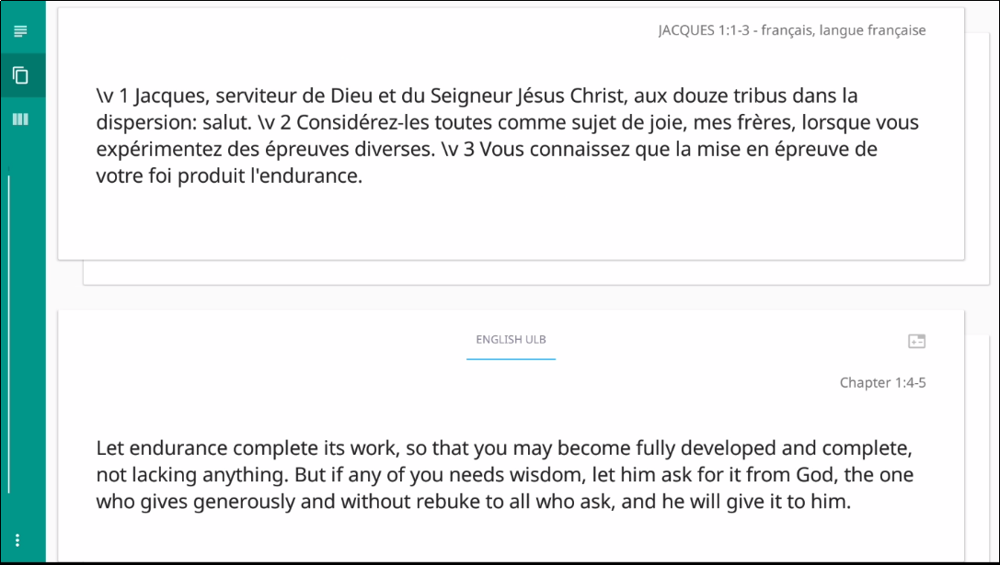 JACQUES 1:1-3 - français, langue française
\v 1 Jacques, serviteur de Dieu et du Seigneur Jésus Christ, aux douze tribus dans la
dispersion: salut. \v 2 Considérez-les toutes comme sujet de joie, mes frères, lorsque vous
expérimentez des épreuves diverses. \v 3 Vous connaissez que la mise en épreuve de
votre foi produit l'endurance.
ENGLISH ULB
Chapter 1:4-5
Let endurance complete its work, so that you may become fully developed and complete,
not lacking anything. But if any of you needs wisdom, let him ask for it from God, the one
who gives generously and without rebuke to all who ask, and he will give it to him.